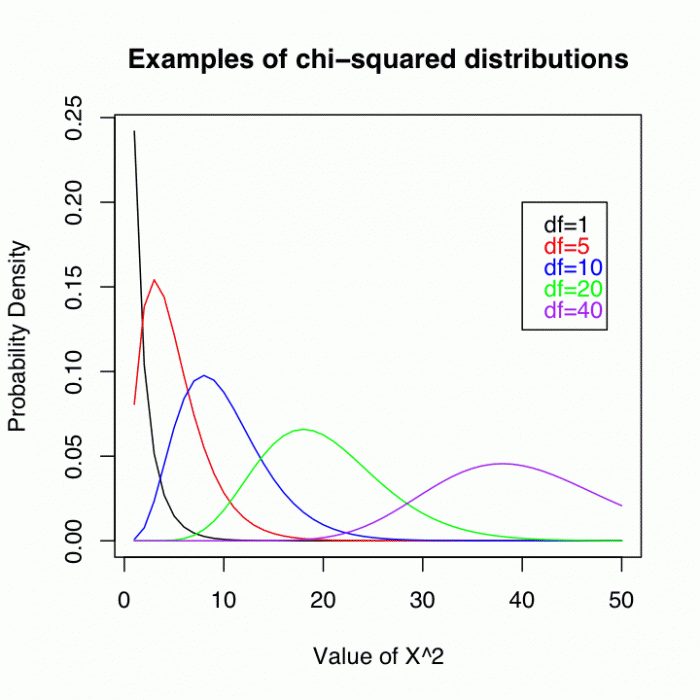 Examples of chi−squared distributions
Probability Density
0.25
0.20
0.15
0.10
0.05
0.00
df=1
df=5
df=10
df=20
df=40
0 10 20 30 40 50
Value of X^2